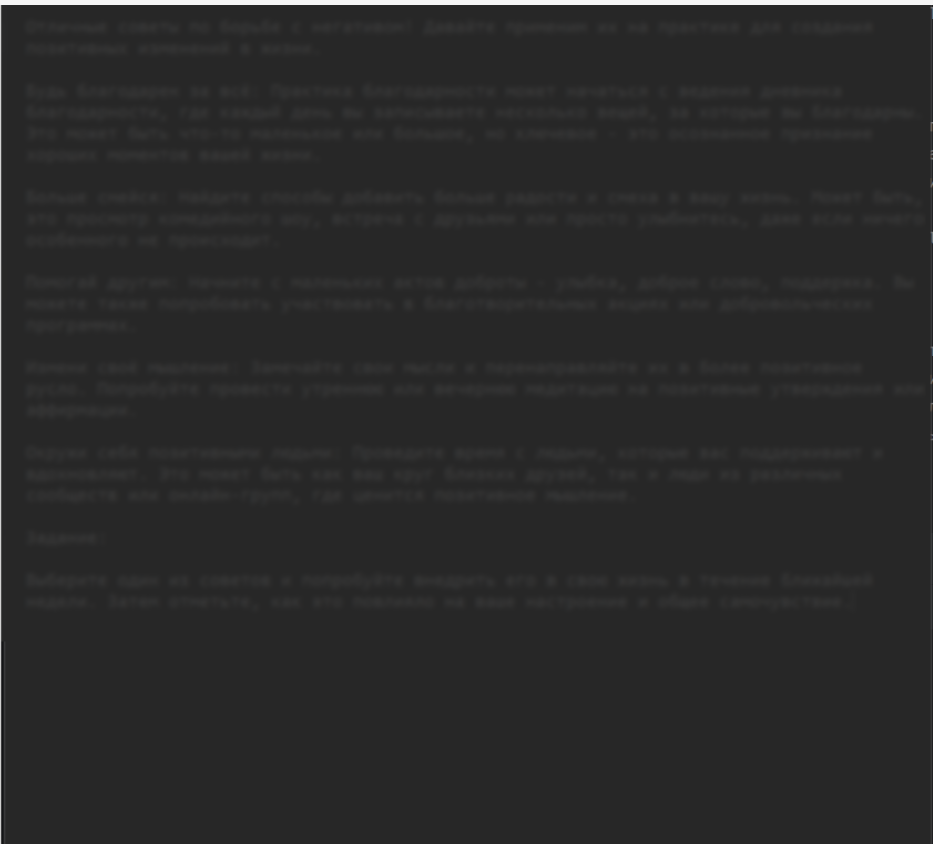 Отличные советы по борьбе с негативом! Давайте применим их на практике для создания
позитивных изменений в жизни.
Будь благодарен за всё: Практика благодарности может начаться с ведения дневника
благодарности, где каждый день вы записываете несколько вещей, за которые вы благодарны.
Это может быть что-то маленькое или большое, но ключевое - это осознанное признание
хороших моментов вашей жизни.
Больше смейся: Найдите способы добавить больше радости и смеха в вашу жизнь. Может быть,
это просмотр комедийного шоу, встреча с друзьями или просто улыбнитесь, даже если ничего
особенного не происходит.
Помогай другим: Начните с маленьких актов доброты - улыбка, доброе слово, поддержка. Вы
можете также попробовать участвовать в благотворительных акциях или добровольческих
программах.
Измени своё мышление: Замечайте свои мысли и перенаправляйте их в более позитивное
русло. Попробуйте провести утреннюю или вечернюю медитацию на позитивные утверждения или
аффирмации.
Окружи себя позитивными людьми: Проведите время с людьми, которые вас поддерживают и
вдохновляют. Это может быть как ваш круг близких друзей, так и люди из различных
сообществ или онлайн-групп, где ценится позитивное мышление.
Задание:
Выберите один из советов и попробуйте внедрить его в свою жизнь в течение ближайшей
недели. Затем отметьте, как это повлияло на ваше настроение и общее самочувствие.